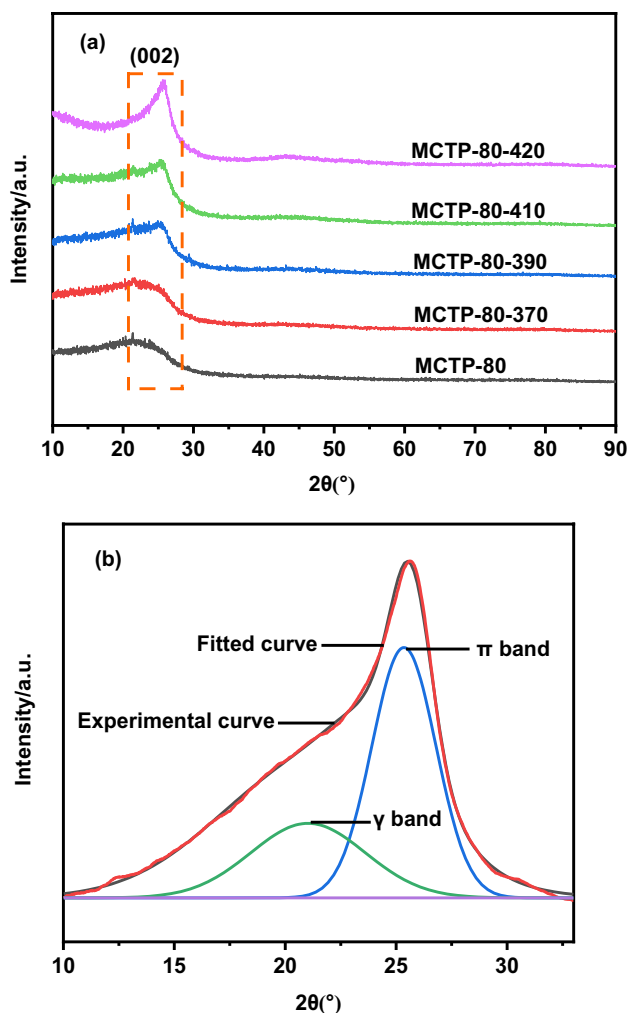 (a)
(002)
MCTP-80-420
MCTP-80-410
MCTP-80-390
MCTP-80-370
MCTP-80
Intensity/a.u.
10 20 30 40 50 60 70 80 90
2θ(°)
(b)
Fitted curve
π band
Experimental curve
γ band
Intensity/a.u.
10 15 20 25 30
2θ(°)